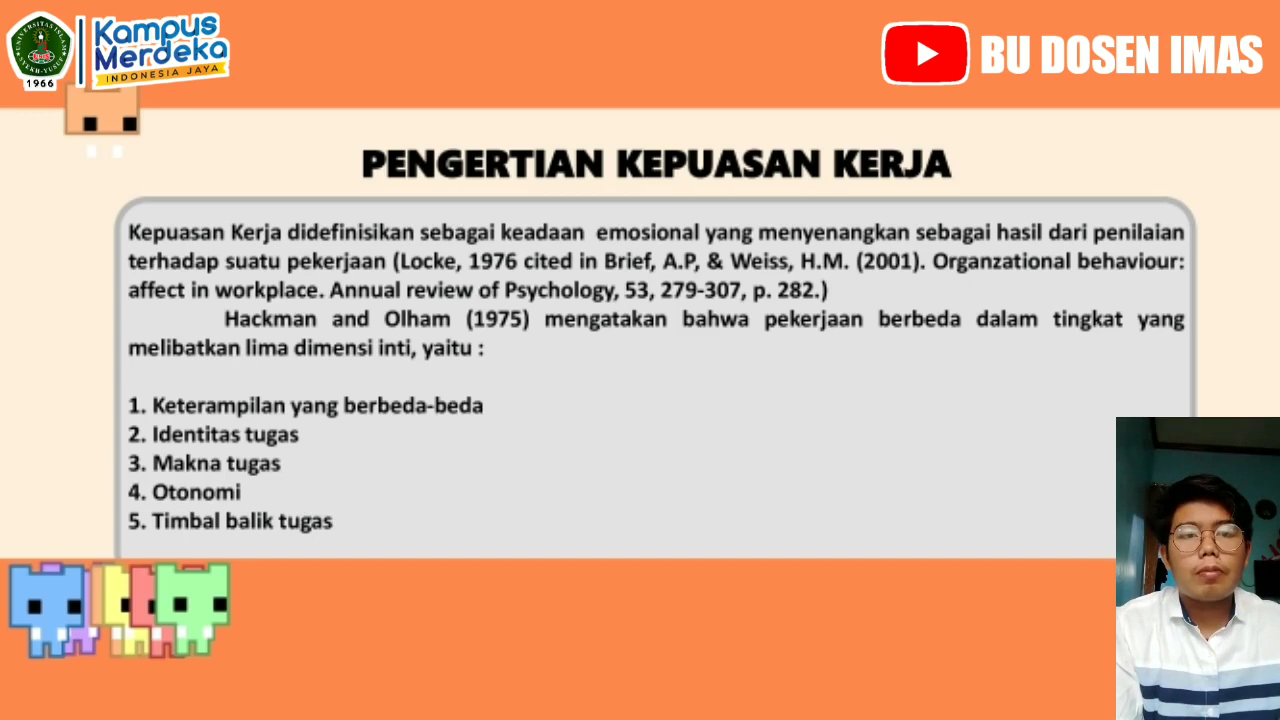 UNIVERSITAS ISLAM
SYEKH-YUSUF
1966
Kampus
Merdeka
INDONESIA JAYA
BU DOSEN IMAS
PENGERTIAN KEPUASAN KERJA
Kepuasan Kerja didefinisikan sebagai keadaan emosional yang menyenangkan sebagai hasil dari penilaian
terhadap suatu pekerjaan (Locke, 1976 cited in Brief, A.P, & Weiss, H.M. (2001). Organzational behaviour:
affect in workplace. Annual review of Psychology, 53, 279-307, p. 282.)
Hackman and Olham (1975) mengatakan bahwa pekerjaan berbeda dalam tingkat yang
melibatkan lima dimensi inti, yaitu :
1. Keterampilan yang berbeda-beda
2. Identitas tugas
3. Makna tugas
4. Otonomi
5. Timbal balik tugas